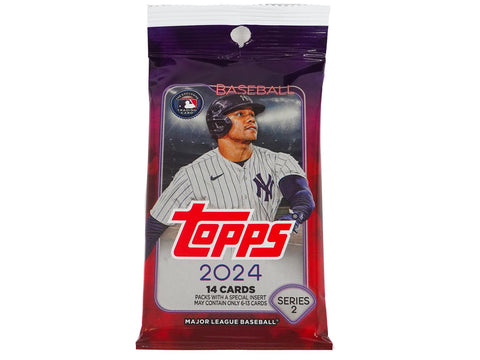 BASEBALL
TOPPS
2024
14 CARDS
PACKS WITH A SPECIAL INSERT
MAY CONTAIN ONLY 6-13 CARDS
SERIES
2
MAJOR LEAGUE BASEBALL®